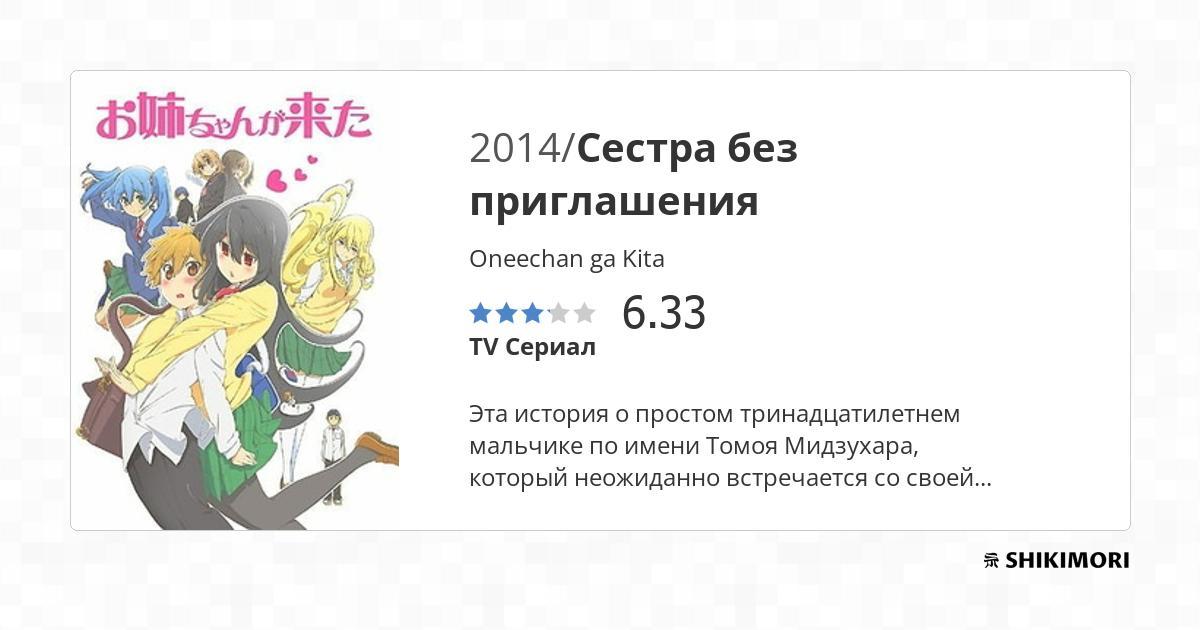 お姉ちゃんが来た
2014/Сестра без
приглашения
Oneechan ga Kita
6.33
TV Сериал
Эта история о простом тринадцатилетнем
мальчике по имени Томоя Мидзухара,
который неожиданно встречается со своей...
SHIKIMORI